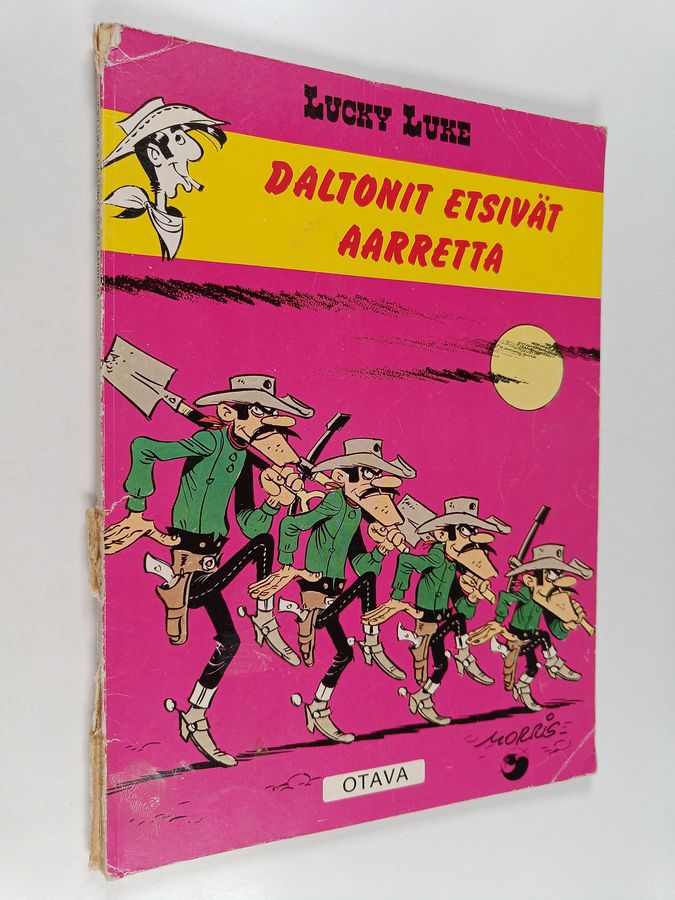 LUCKY LUKE
DALTONIT ETSIVÄT
AARRETTA
MORRIS
OTAVA